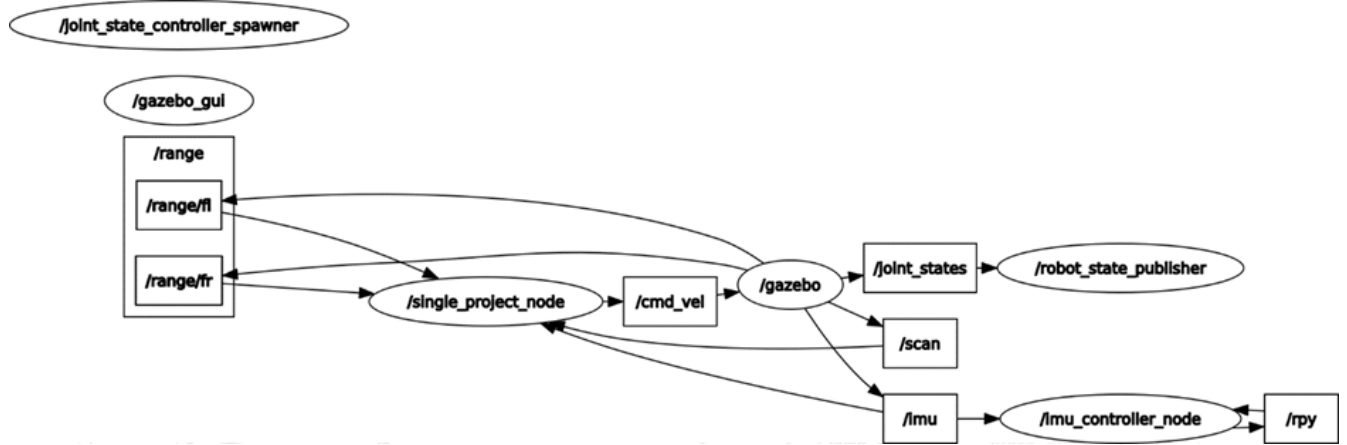 /joint_state_controller_spawner
/gazebo_gui
/range
/range/fl
/range/fr
/single_project_node
/cmd_vel
/gazebo
/joint_states
/robot_state_publisher
/scan
/imu
/imu_controller_node
/rpy